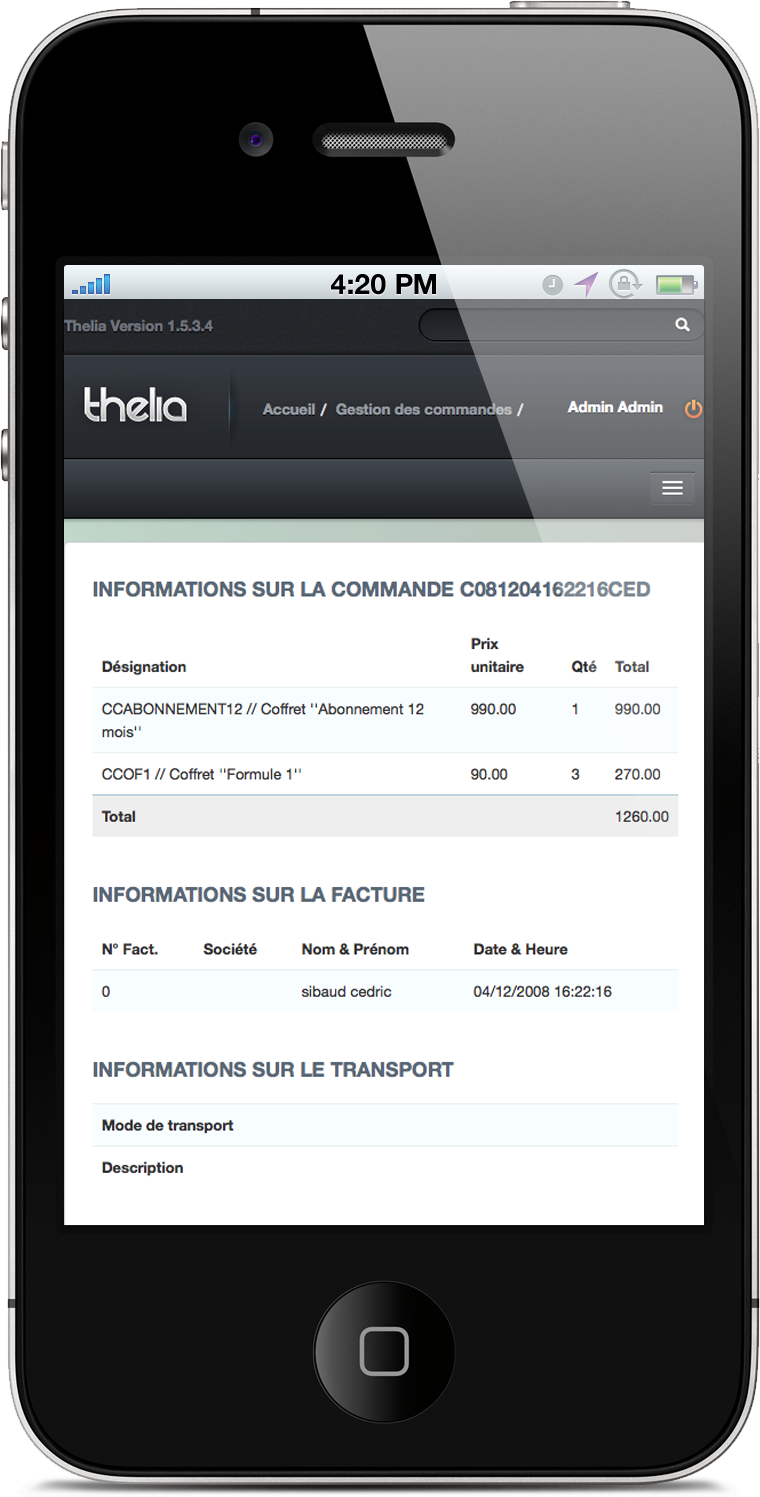 4:20 PM
Thelia Version 1.5.3.4
thelia
Accueil / Gestion des commandes /
Admin Admin
INFORMATIONS SUR LA COMMANDE C081204162216CED
Désignation Prix unitaire Qté Total
CCABONNEMENT12 // Coffret ''Abonnement 12 mois'' 990.00 1 990.00
CCOF1 // Coffret ''Formule 1'' 90.00 3 270.00
Total 1260.00
INFORMATIONS SUR LA FACTURE
N° Fact. Société Nom & Prénom Date & Heure
0 sibaud cedric 04/12/2008 16:22:16
INFORMATIONS SUR LE TRANSPORT
Mode de transport
Description